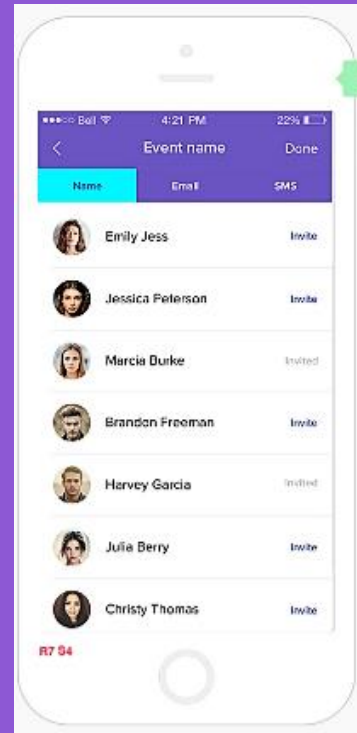 Bell 4:21 PM 22%
Event name Done
Name Email SMS
Emily Jess Invite
Jessica Peterson Invite
Marcia Burke Invited
Brandon Freeman Invite
Harvey Garcia Invited
Julia Berry Invite
Christy Thomas Invite
R7 S4